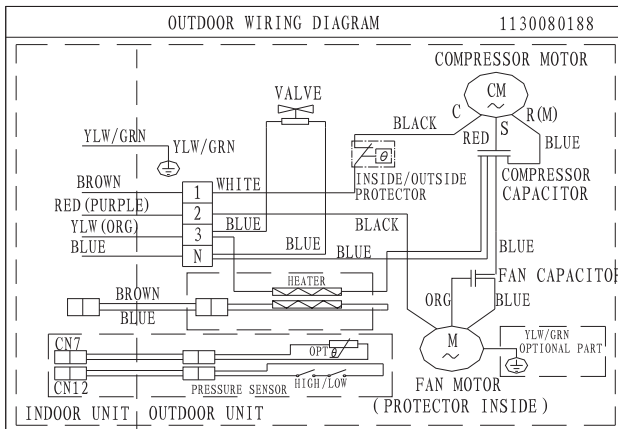 OUTDOOR WIRING DIAGRAM 1130080188
COMPRESSOR MOTOR
VALVE
CM
~
C
R(M)
S
BLACK
RED
BLUE
YLW/GRN
YLW/GRN
θ
INSIDE/OUTSIDE
PROTECTOR
COMPRESSOR
CAPACITOR
BROWN
1
WHITE
RED(PURPLE)
2
BLACK
YLW(ORG)
3
BLUE
BLUE
N
BLUE
BLUE
BLUE
HEATER
FAN CAPACITOR
BROWN
BLUE
ORG
BLUE
CN7
OPT
θ
M
~
YLW/GRN
OPTIONAL PART
CN12
PRESSURE SENSOR
HIGH/LOW
FAN MOTOR
(PROTECTOR INSIDE)
INDOOR UNIT
OUTDOOR UNIT